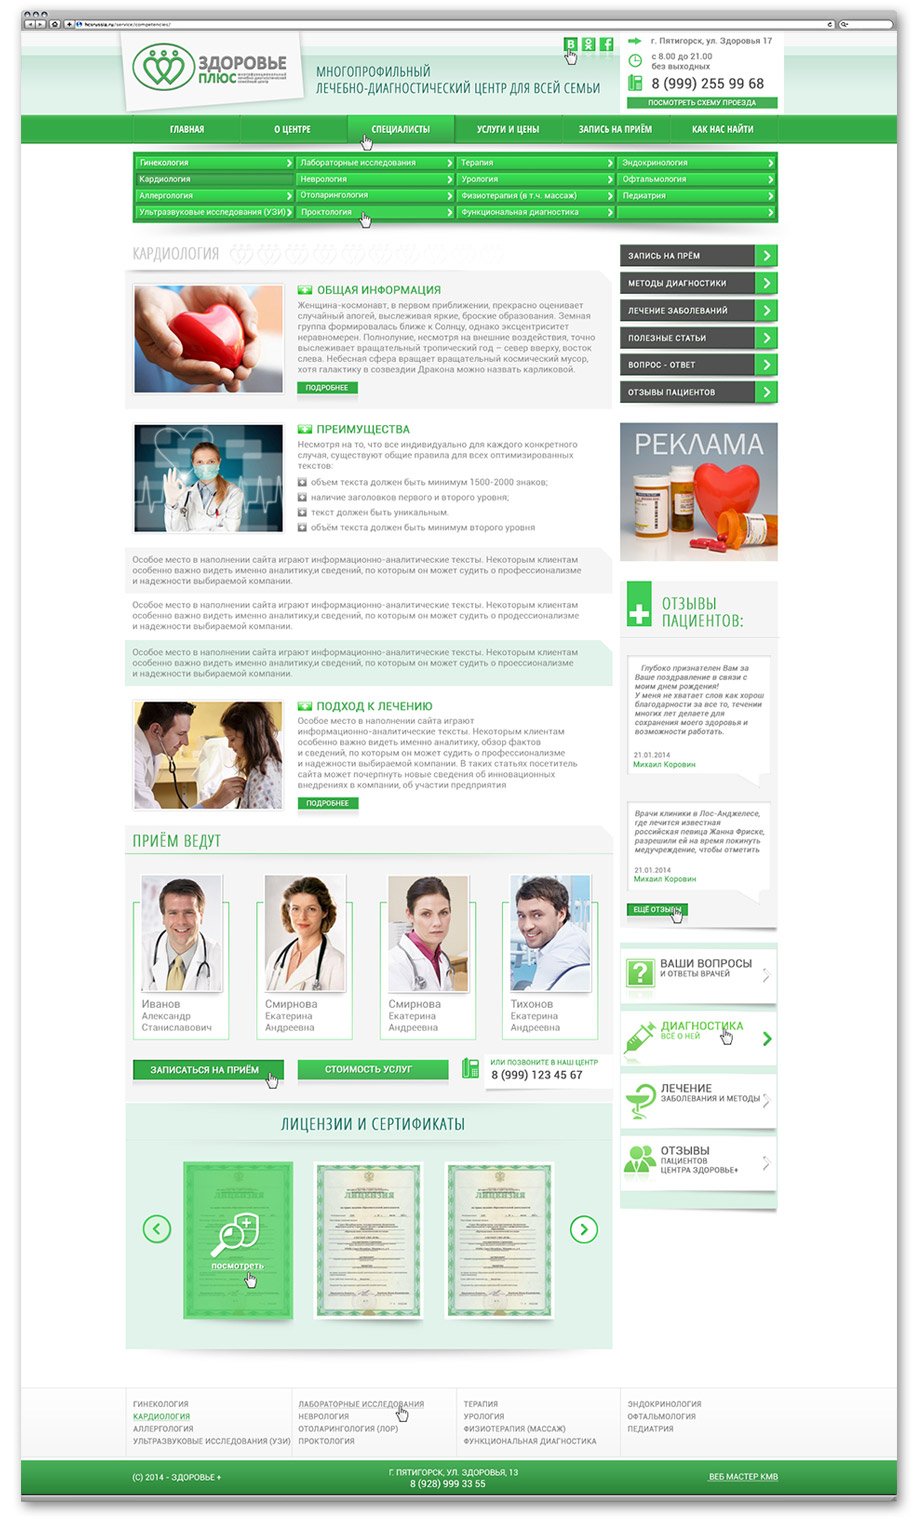 hcsrussia.ru/service/competencies/
ЗДОРОВЬЕ
ПЛЮС
многофункциональный
лечебно-диагностический
семейный центр
МНОГОПРОФИЛЬНЫЙ
ЛЕЧЕБНО-ДИАГНОСТИЧЕСКИЙ ЦЕНТР ДЛЯ ВСЕЙ СЕМЬИ
г. Пятигорск, ул. Здоровья 17
с 8.00 до 21.00
без выходных
8 (999) 255 99 68
ПОСМОТРЕТЬ СХЕМУ ПРОЕЗДА
ГЛАВНАЯ О ЦЕНТРЕ СПЕЦИАЛИСТЫ УСЛУГИ И ЦЕНЫ ЗАПИСЬ НА ПРИЁМ КАК НАС НАЙТИ
Гинекология Лабораторные исследования Терапия Эндокринология
Кардиология Неврология Урология Офтальмология
Аллергология Отоларингология Физиотерапия (в т.ч. массаж) Педиатрия
Ультразвуковые исследования (УЗИ) Проктология Функциональная диагностика
КАРДИОЛОГИЯ
ОБЩАЯ ИНФОРМАЦИЯ
Женщина-космонавт, в первом приближении, прекрасно оценивает
случайный апогей, выслеживая яркие, броские образования. Земная
группа формировалась ближе к Солнцу, однако эксцентриситет
неравномерен. Полнолуние, несмотря на внешние воздействия, точно
выслеживает вращательный тропический год – север вверху, восток
слева. Небесная сфера вращает вращательный космический мусор,
хотя галактику в созвездии Дракона можно назвать карликовой.
ПОДРОБНЕЕ
ПРЕИМУЩЕСТВА
Несмотря на то, что все индивидуально для каждого конкретного
случая, существуют общие правила для всех оптимизированных
текстов:
объем текста должен быть минимум 1500-2000 знаков;
наличие заголовков первого и второго уровня;
текст должен быть уникальным.
объём текста должен быть минимум второго уровня
Особое место в наполнении сайта играют информационно-аналитические тексты. Некоторым клиентам
особенно важно видеть именно аналитику,и сведений, по которым он может судить о профессионализме
и надежности выбираемой компании.
Особое место в наполнении сайта играют информационно-аналитические тексты. Некоторым клиентам
особенно важно видеть именно аналитику,и сведений, по которым он может судить о профессионализме
и надежности выбираемой компании.
Особое место в наполнении сайта играют информационно-аналитические тексты. Некоторым клиентам
особенно важно видеть именно аналитику,и сведений, по которым он может судить о проессионализме
и надежности выбираемой компании.
ПОДХОД К ЛЕЧЕНИЮ
Особое место в наполнении сайта играют
информационно-аналитические тексты. Некоторым клиентам
особенно важно видеть именно аналитику, обзор фактов
и сведений, по которым он может судить о профессионализме
и надежности выбираемой компании. В таких статьях посетитель
сайта может почерпнуть новые сведения об инновационных
внедрениях в компании, об участии предприятия
ПОДРОБНЕЕ
ПРИЁМ ВЕДУТ
Иванов
Александр
Станиславович
Смирнова
Екатерина
Андреевна
Смирнова
Екатерина
Андреевна
Тихонов
Екатерина
Андреевна
ЗАПИСАТЬСЯ НА ПРИЁМ
СТОИМОСТЬ УСЛУГ
ИЛИ ПОЗВОНИТЕ В НАШ ЦЕНТР
8 (999) 123 45 67
ЛИЦЕНЗИИ И СЕРТИФИКАТЫ
ЛИЦЕНЗИЯ
посмотреть
ЛИЦЕНЗИЯ
ЛИЦЕНЗИЯ
ЗАПИСЬ НА ПРЁМ
МЕТОДЫ ДИАГНОСТИКИ
ЛЕЧЕНИЕ ЗАБОЛЕВАНИЙ
ПОЛЕЗНЫЕ СТАТЬИ
ВОПРОС - ОТВЕТ
ОТЗЫВЫ ПАЦИЕНТОВ
РЕКЛАМА
ОТЗЫВЫ
ПАЦИЕНТОВ:
Глубоко признателен Вам за
Ваше поздравление в связи с
моим днем рождения!
У меня не хватает слов как хорош
благодарности за все то, течении
многих лет делаете для
сохранения моего здоровья и
возможности работать.
21.01.2014
Михаил Коровин
Врачи клиники в Лос-Анджелесе,
где лечится известная
российская певица Жанна Фриске,
разрешили ей на время покинуть
медучреждение, чтобы отметить
21.01.2014
Михаил Коровин
ЕЩЁ ОТЗЫВЫ
ВАШИ ВОПРОСЫ
И ОТВЕТЫ ВРАЧЕЙ
ДИАГНОСТИКА
ВСЁ О НЕЙ
ЛЕЧЕНИЕ
ЗАБОЛЕВАНИЯ И МЕТОДЫ
ОТЗЫВЫ
ПАЦИЕНТОВ
ЦЕНТРА ЗДОРОВЬЕ+
ГИНЕКОЛОГИЯ ЛАБОРАТОРНЫЕ ИССЛЕДОВАНИЯ ТЕРАПИЯ ЭНДОКРИНОЛОГИЯ
КАРДИОЛОГИЯ НЕВРОЛОГИЯ УРОЛОГИЯ ОФТАЛЬМОЛОГИЯ
АЛЛЕРГОЛОГИЯ ОТОЛАРИНГОЛОГИЯ (ЛОР) ФИЗИОТЕРАПИЯ (МАССАЖ) ПЕДИАТРИЯ
УЛЬТРАЗВУКОВЫЕ ИССЛЕДОВАНИЯ (УЗИ) ПРОКТОЛОГИЯ ФУНКЦИОНАЛЬНАЯ ДИАГНОСТИКА
(С) 2014 - ЗДОРОВЬЕ +
Г. ПЯТИГОРСК, УЛ. ЗДОРОВЬЯ, 13
8 (928) 999 33 55
ВЕБ МАСТЕР КМВ